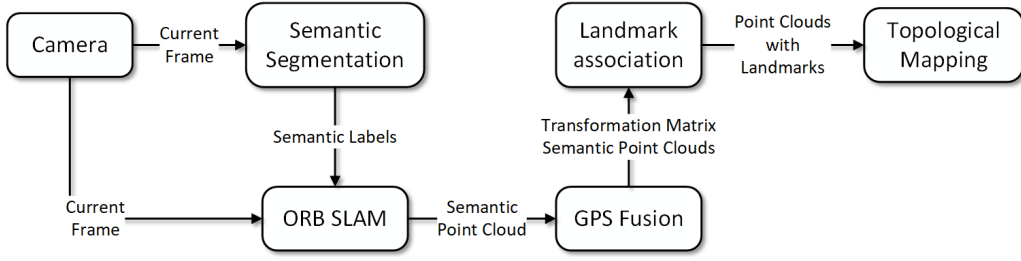 Camera
Current
Frame
Semantic
Segmentation
Landmark
association
Point Clouds
with
Landmarks
Topological
Mapping
Semantic Labels
Transformation Matrix
Semantic Point Clouds
Current
Frame
ORB SLAM
Semantic
Point Cloud
GPS Fusion